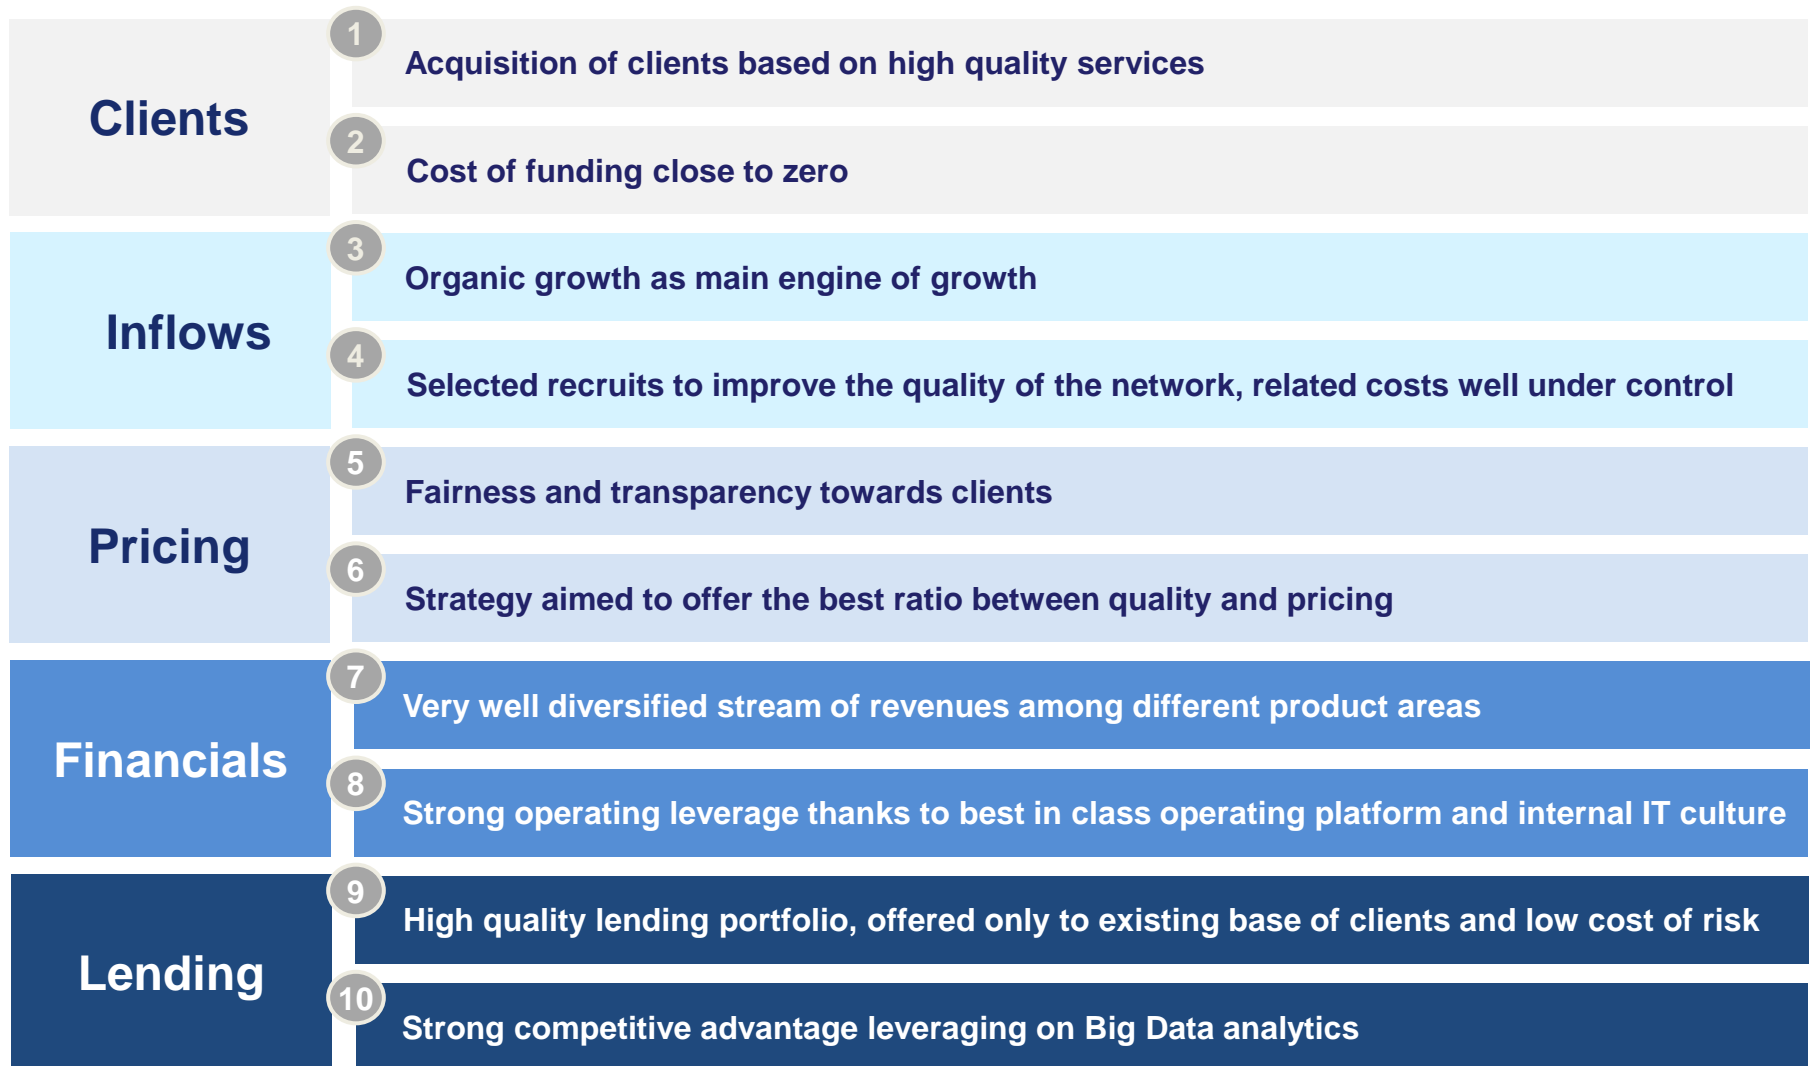 Clients
1
Acquisition of clients based on high quality services
2
Cost of funding close to zero
Inflows
3
Organic growth as main engine of growth
4
Selected recruits to improve the quality of the network, related costs well under control
Pricing
5
Fairness and transparency towards clients
6
Strategy aimed to offer the best ratio between quality and pricing
Financials
7
Very well diversified stream of revenues among different product areas
8
Strong operating leverage thanks to best in class operating platform and internal IT culture
Lending
9
High quality lending portfolio, offered only to existing base of clients and low cost of risk
10
Strong competitive advantage leveraging on Big Data analytics